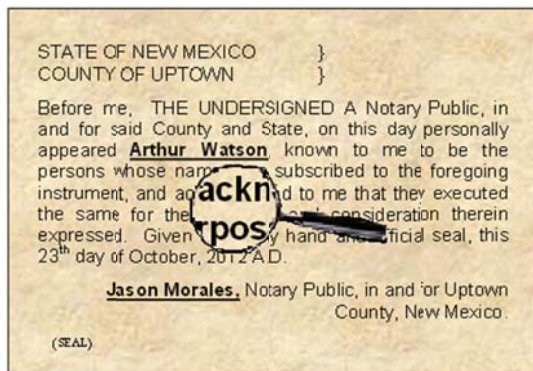 STATE OF NEW MEXICO }
COUNTY OF UPTOWN }
Before me, THE UNDERSIGNED A Notary Public, in
and for said County and State, on this day personally
appeared Arthur Watson, known to me to be the
persons whose subscribed to the foregoing
instrument, and ackn to me that they executed
the same for the consideration therein
expressed. Given rpos hand official seal, this
23th day of October, 2012 A.D.
Jason Morales, Notary Public, in and for Uptown
County, New Mexico.
(SEAL)